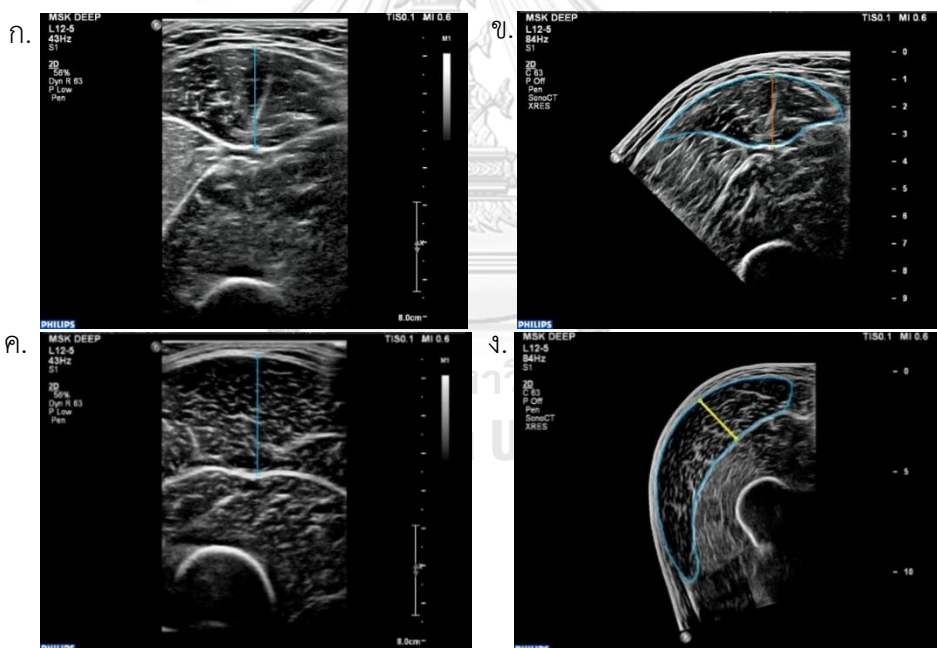 ก.
MSK DEEP
TIS0.1 MI 0.6
L12-5
43Hz
S1
2D
56%
Dyn R 63
P Low
Pen
M1
8.0cm
PHILIPS
ข.
MSK DEEP
TIS0.1 MI 0.6
L12-5
84Hz
S1
2D
C 63
P Off
Pen
SonoCT
XRES
0
1
2
3
4
5
6
7
8
9
PHILIPS
ค.
MSK DEEP
TIS0.1 MI 0.6
L12-5
43Hz
S1
2D
56%
Dyn R 63
P Low
Pen
M1
8.0cm
PHILIPS
ง.
MSK DEEP
TIS0.1 MI 0.6
L12-5
84Hz
S1
2D
C 63
P Off
Pen
SonoCT
XRES
0
5
10
PHILIPS